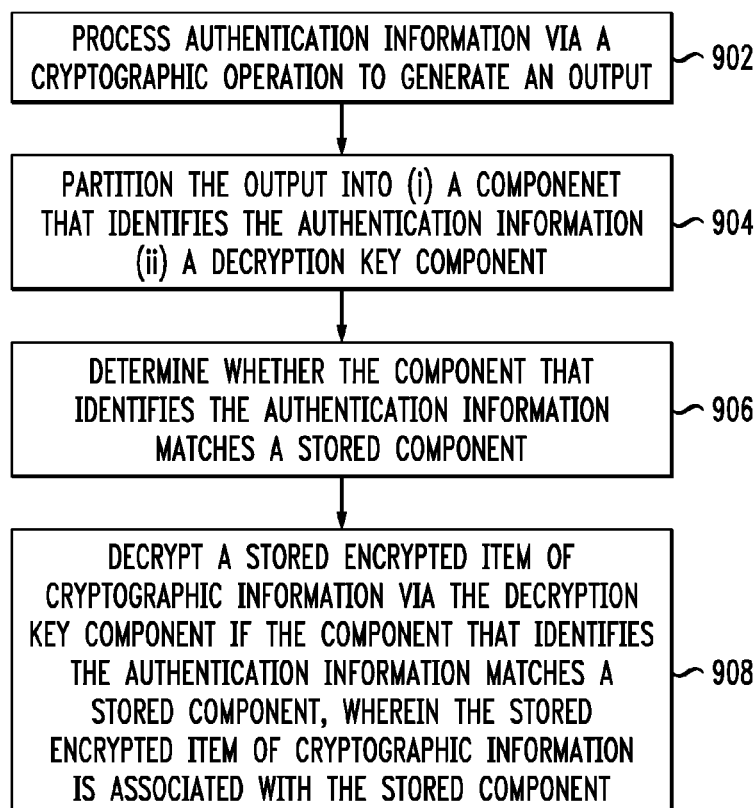 PROCESS AUTHENTICATION INFORMATION VIA A
CRYPTOGRAPHIC OPERATION TO GENERATE AN OUTPUT
902
PARTITION THE OUTPUT INTO (i) A COMPONENET
THAT IDENTIFIES THE AUTHENTICATION INFORMATION
(ii) A DECRYPTION KEY COMPONENT
904
DETERMINE WHETHER THE COMPONENT THAT
IDENTIFIES THE AUTHENTICATION INFORMATION
MATCHES A STORED COMPONENT
906
DECRYPT A STORED ENCRYPTED ITEM OF
CRYPTOGRAPHIC INFORMATION VIA THE DECRYPTION
KEY COMPONENT IF THE COMPONENT THAT IDENTIFIES
THE AUTHENTICATION INFORMATION MATCHES A
STORED COMPONENT, WHEREIN THE STORED
ENCRYPTED ITEM OF CRYPTOGRAPHIC INFORMATION
IS ASSOCIATED WITH THE STORED COMPONENT
908